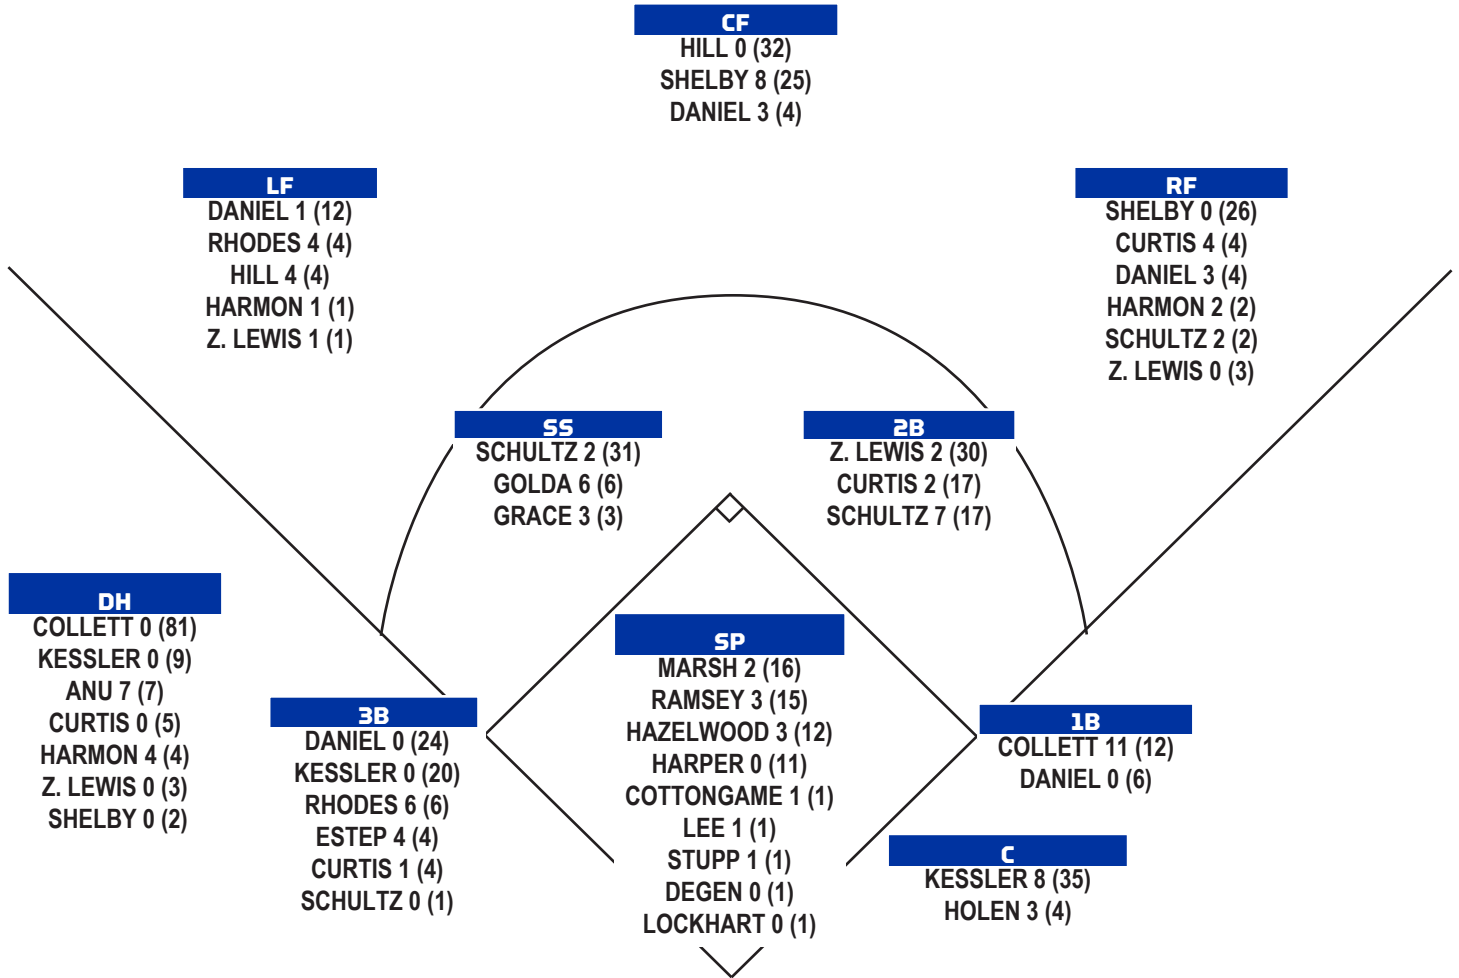 CF
HILL 0 (32)
SHELBY 8 (25)
DANIEL 3 (4)
LF
DANIEL 1 (12)
RHODES 4 (4)
HILL 4 (4)
HARMON 1 (1)
Z. LEWIS 1 (1)
RF
SHELBY 0 (26)
CURTIS 4 (4)
DANIEL 3 (4)
HARMON 2 (2)
SCHULTZ 2 (2)
Z. LEWIS 0 (3)
SS
SCHULTZ 2 (31)
GOLDA 6 (6)
GRACE 3 (3)
2B
Z. LEWIS 2 (30)
CURTIS 2 (17)
SCHULTZ 7 (17)
DH
COLLETT 0 (81)
KESSLER 0 (9)
ANU 7 (7)
CURTIS 0 (5)
HARMON 4 (4)
Z. LEWIS 0 (3)
SHELBY 0 (2)
3B
DANIEL 0 (24)
KESSLER 0 (20)
RHODES 6 (6)
ESTEP 4 (4)
CURTIS 1 (4)
SCHULTZ 0 (1)
SP
MARSH 2 (16)
RAMSEY 3 (15)
HAZELWOOD 3 (12)
HARPER 0 (11)
COTTONGAME 1 (1)
LEE 1 (1)
STUPP 1 (1)
DEGEN 0 (1)
LOCKHART 0 (1)
1B
COLLETT 11 (12)
DANIEL 0 (6)
C
KESSLER 8 (35)
HOLEN 3 (4)